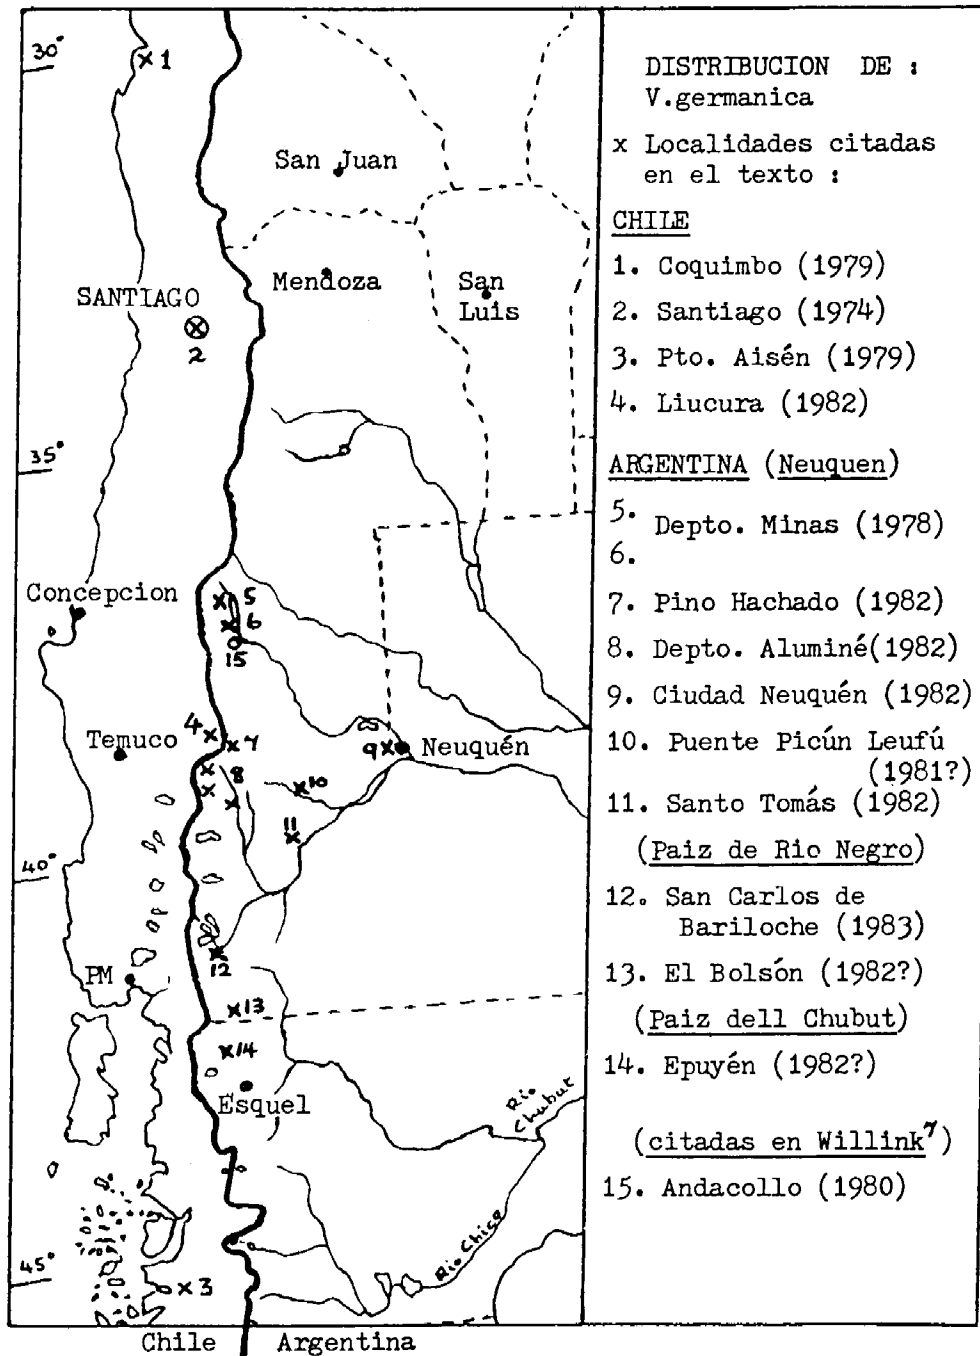 30°
x 1
San Juan
SANTIAGO
2
Mendoza
San
Luis
35°
Concepcion
x 5
x 6
15
4 x
x 7
Temuco
8
9 x Neuquén
x 10
11
x
40°
PM
x
12
x 13
x 14
Esquel
Rio
Chubut
Rio Chico
45°
x 3
Chile Argentina
DISTRIBUCION DE :
V.germanica
x Localidades citadas
en el texto :
CHILE
1. Coquimbo (1979)
2. Santiago (1974)
3. Pto. Aisén (1979)
4. Liucura (1982)
ARGENTINA (Neuquen)
5.
Depto. Minas (1978)
6.
7. Pino Hachado (1982)
8. Depto. Aluminé(1982)
9. Ciudad Neuquén (1982)
10. Puente Picún Leufú
(1981?)
11. Santo Tomás (1982)
(Paiz de Rio Negro)
12. San Carlos de
Bariloche (1983)
13. El Bolsón (1982?)
(Paiz dell Chubut)
14. Epuyén (1982?)
(citadas en Willink⁷)
15. Andacollo (1980)